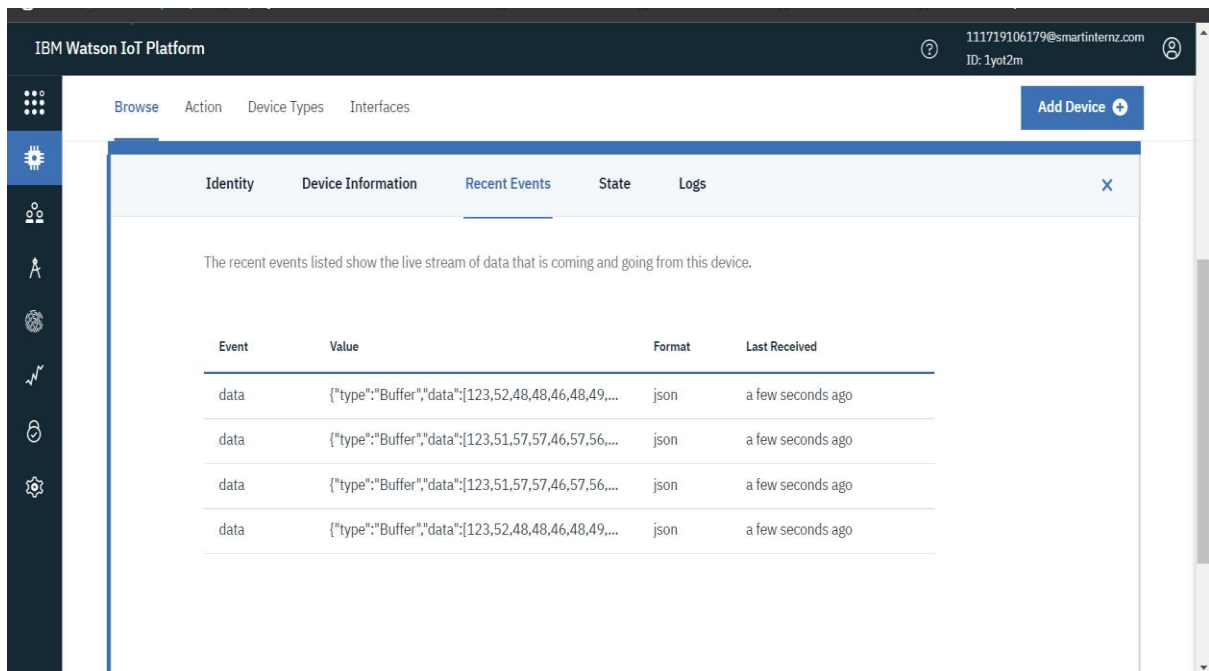 IBM Watson IoT Platform
111719106179@smartinternz.com
ID: 1yot2m
Browse Action Device Types Interfaces
Add Device
Identity Device Information Recent Events State Logs
The recent events listed show the live stream of data that is coming and going from this device.
Event Value Format Last Received
data {"type":"Buffer","data":[123,52,48,48,46,48,49,... json a few seconds ago
data {"type":"Buffer","data":[123,51,57,57,46,57,56,... json a few seconds ago
data {"type":"Buffer","data":[123,51,57,57,46,57,56,... json a few seconds ago
data {"type":"Buffer","data":[123,52,48,48,46,48,49,... json a few seconds ago